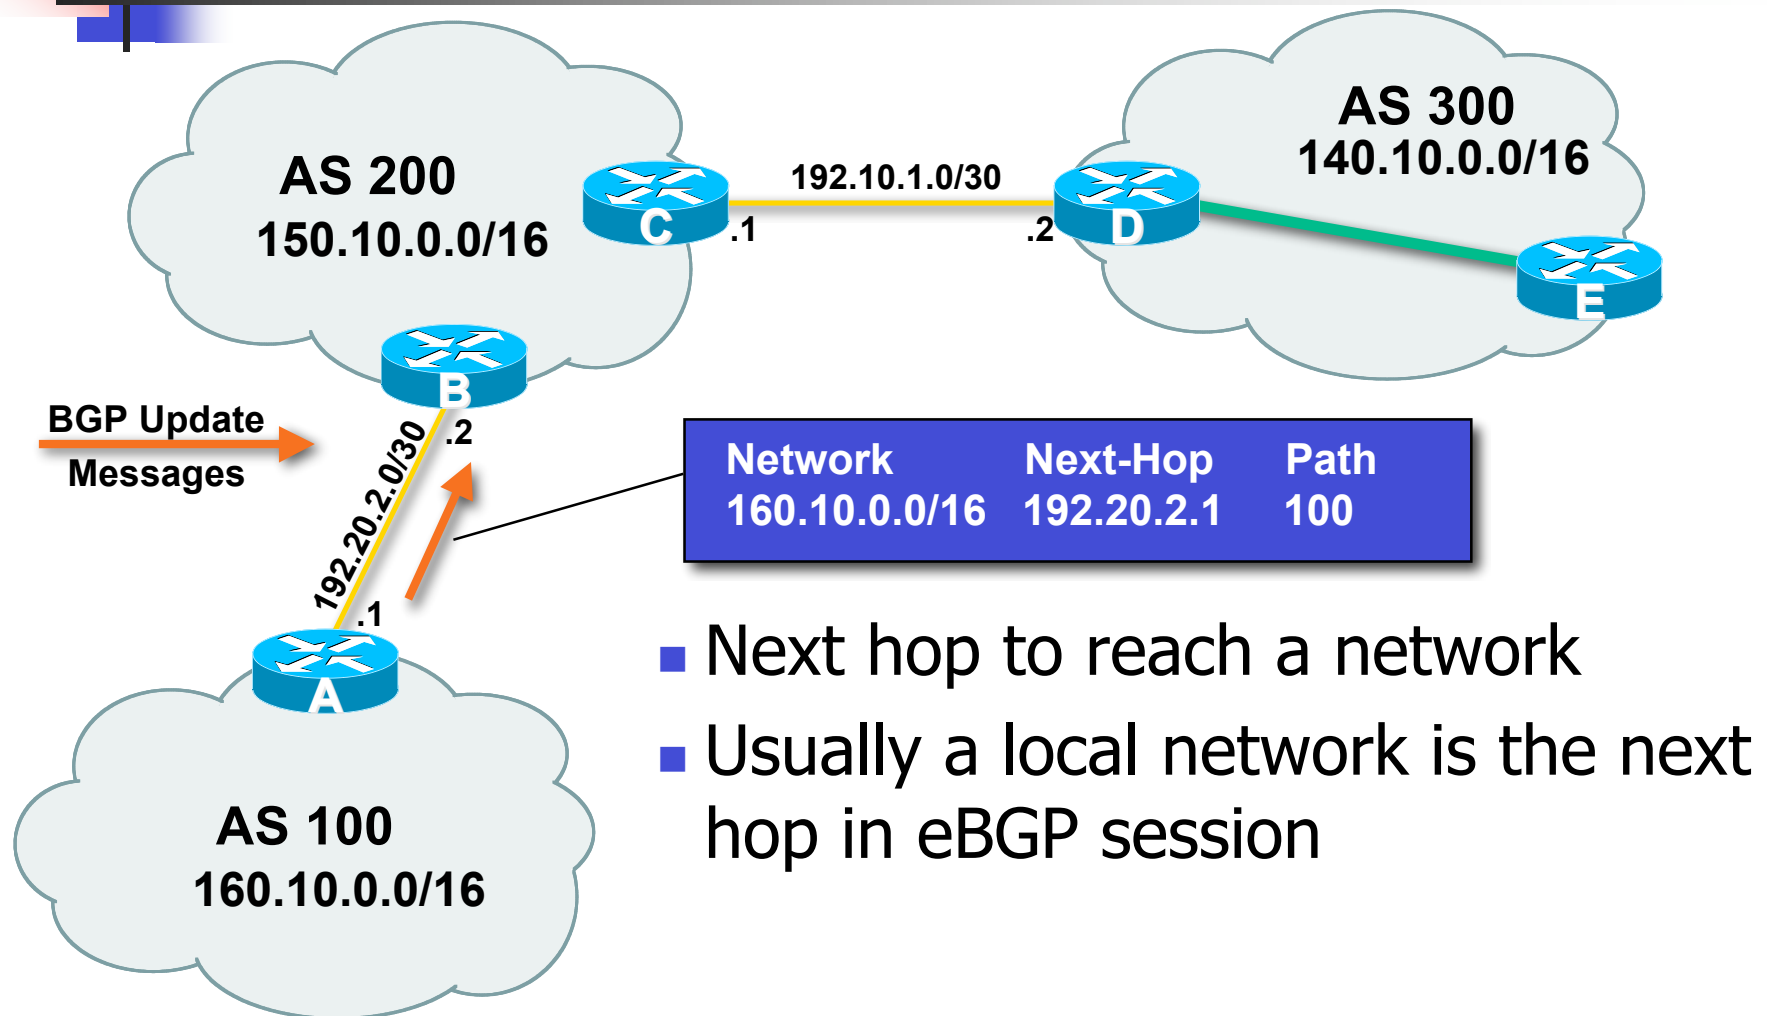 AS 200
150.10.0.0/16
C
192.10.1.0/30
.1
.2
D
AS 300
140.10.0.0/16
E
B
BGP Update
Messages
192.20.2.0/30
.2
.1
A
Network Next-Hop Path
160.10.0.0/16 192.20.2.1 100
Next hop to reach a network
Usually a local network is the next
hop in eBGP session
AS 100
160.10.0.0/16